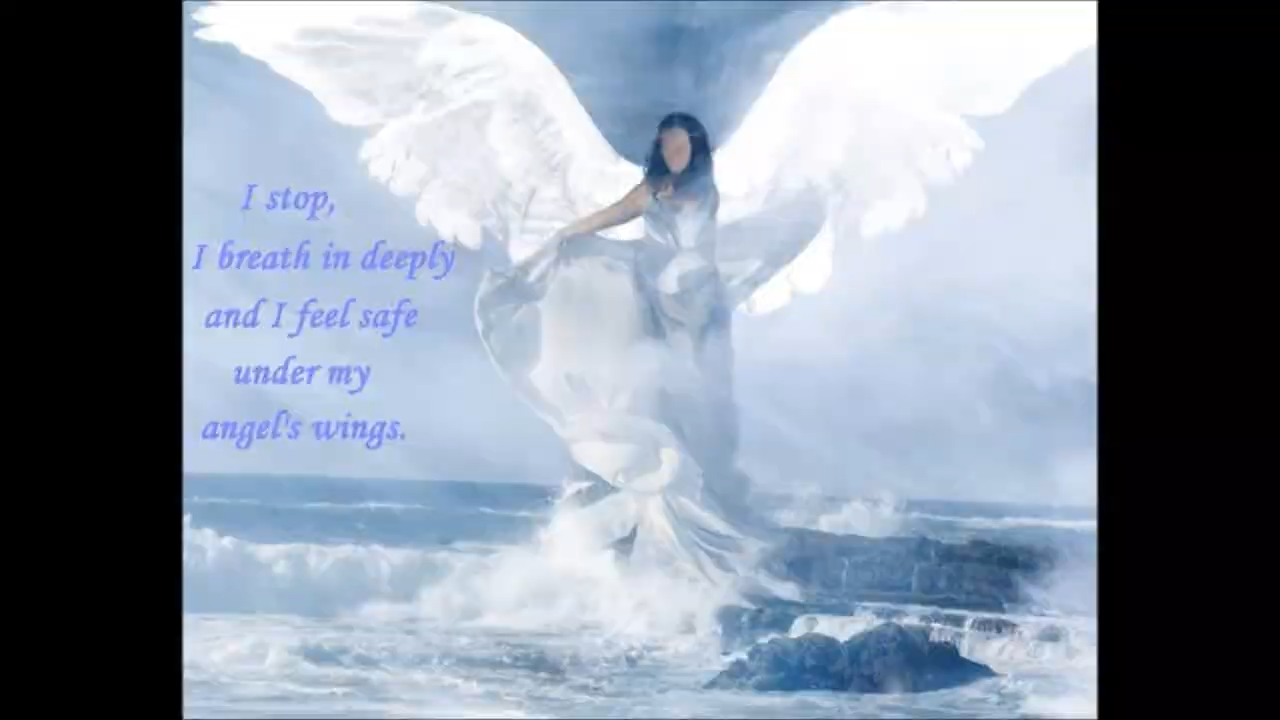 I stop,
I breath in deeply
and I feel safe
under my
angel's wings.